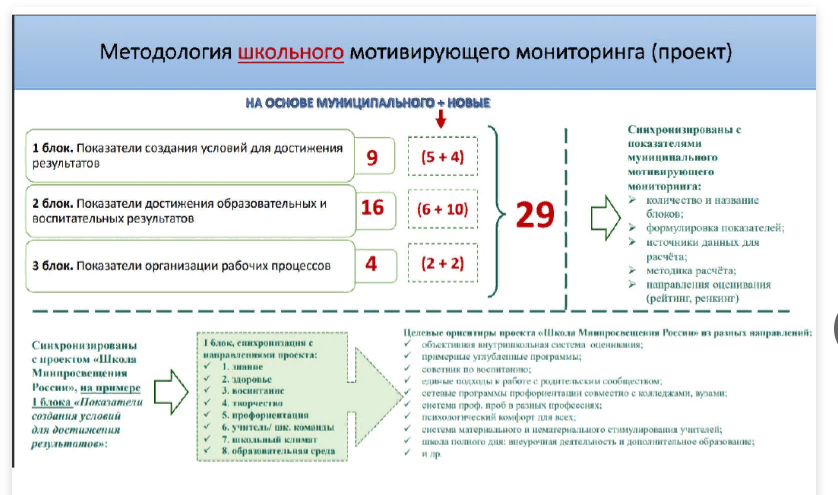 Методология школьного мотивирующего мониторинга (проект)
НА ОСНОВЕ МУНИЦИПАЛЬНОГО + НОВЫЕ
1 блок. Показатели создания условий для достижения
результатов
9
(5 + 4)
2 блок. Показатели достижения образовательных и
воспитательных результатов
16
(6 + 10)
3 блок. Показатели организации рабочих процессов
4
(2 + 2)
29
Синхронизированы с
показателями
муниципального
мотивирующего
мониторинга:
количество и название
блоков;
формулировка показателей;
источники данных для
расчёта;
методика расчёта;
направления оценивания
(рейтинг, ренкинг)
Синхронизированы
с проектом «Школа
Минпросвещения
России», на примере
1 блока «Показатели
создания условий
для достижения
результатов»:
1 блок, синхронизация с
направлениями проекта:
1. знание
2. здоровье
3. воспитание
4. творчество
5. профориентация
6. учитель/ шк. команды
7. школьный климат
8. образовательная среда
Целевые ориентиры проекта «Школа Минпросвещения России» из разных направлений:
объективная внутришкольная система оценивания;
примерные углубленные программы;
советник по воспитанию;
единые подходы к работе с родительским сообществом;
сетевые программы профориентации совместно с колледжами, вузами;
система проф. проб в разных профессиях;
психологический комфорт для всех;
система материального и нематериального стимулирования учителей;
школа полного дня: внеурочная деятельность и дополнительное образование;
и др.